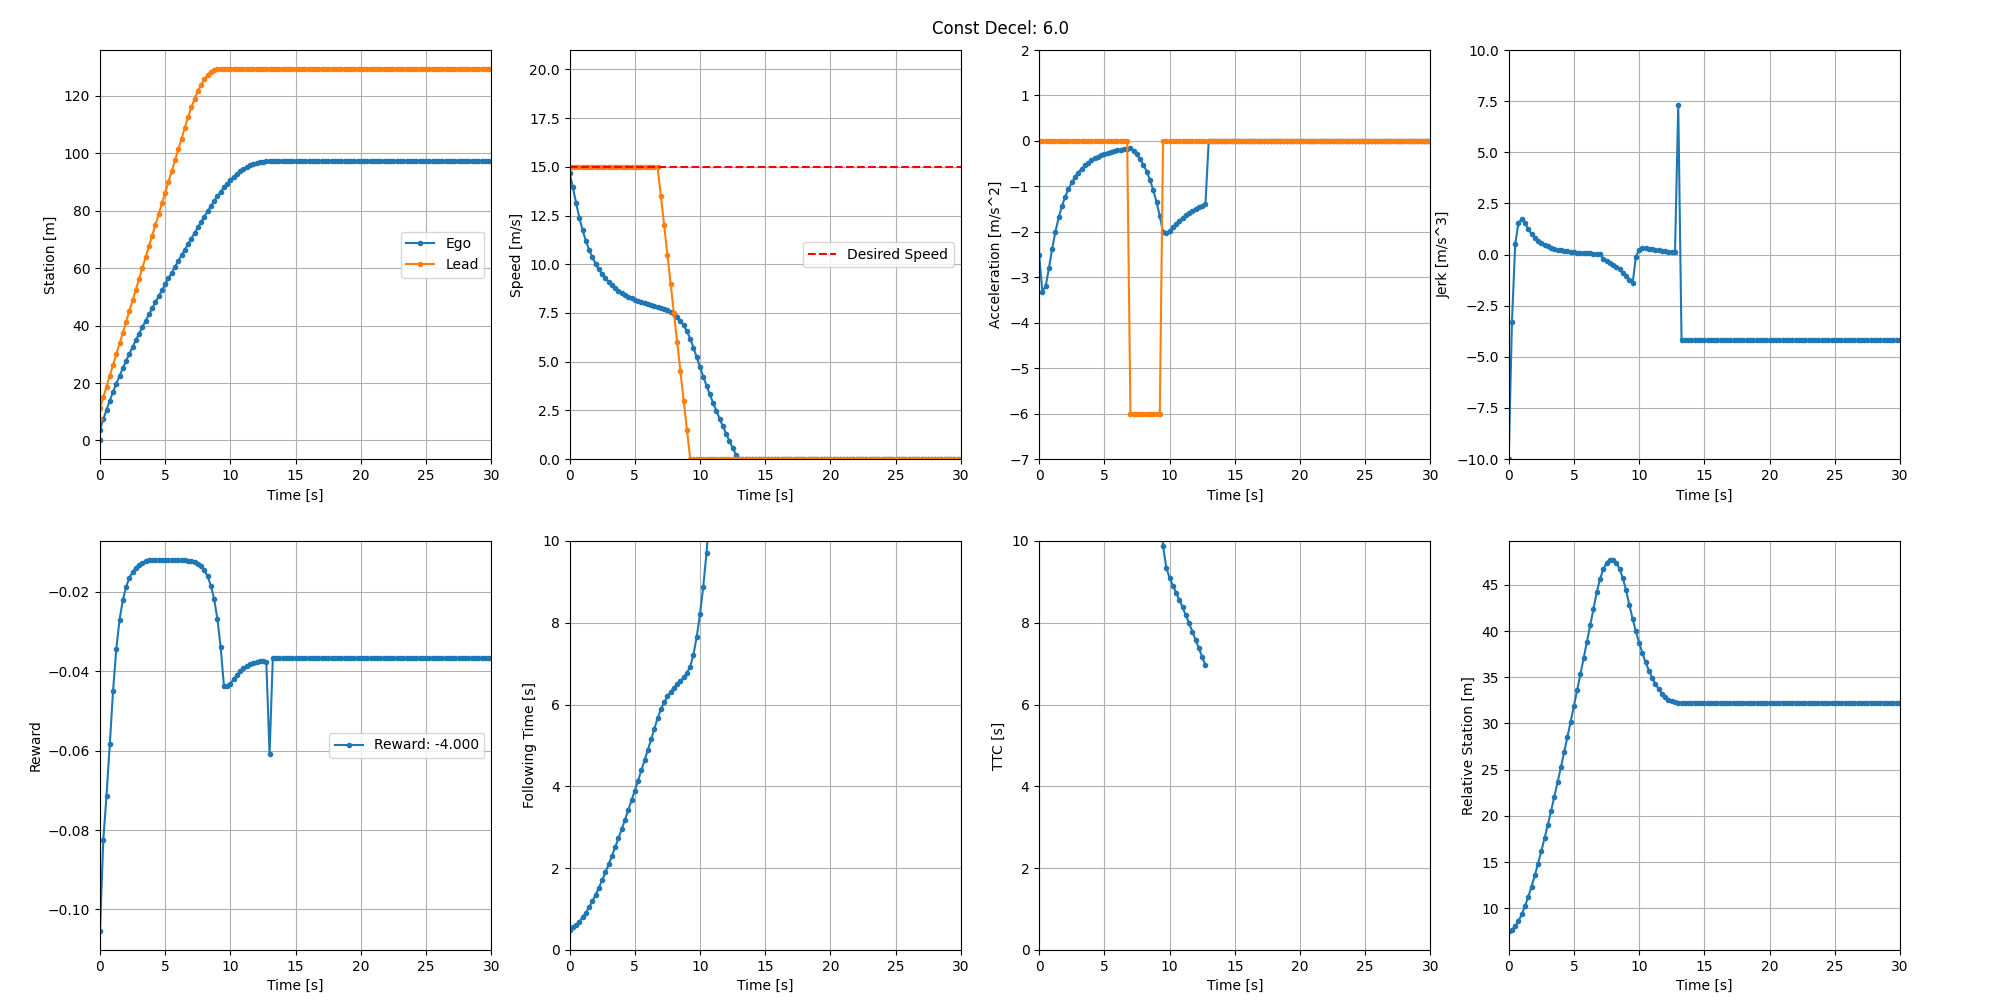 Const Decel: 6.0
Station [m]
120
100
80
60
40
20
0
Ego
Lead
0 5 10 15 20 25 30
Time [s]
Speed [m/s]
20.0
17.5
15.0
12.5
10.0
7.5
5.0
2.5
0.0
Desired Speed
0 5 10 15 20 25 30
Time [s]
Acceleration [m/s^2]
2
1
0
−1
−2
−3
−4
−5
−6
−7
0 5 10 15 20 25 30
Time [s]
Jerk [m/s^3]
10.0
7.5
5.0
2.5
0.0
−2.5
−5.0
−7.5
−10.0
0 5 10 15 20 25 30
Time [s]
Reward
−0.02
−0.04
−0.06
−0.08
−0.10
Reward: -4.000
0 5 10 15 20 25 30
Time [s]
Following Time [s]
10
8
6
4
2
0
0 5 10 15 20 25 30
Time [s]
TTC [s]
10
8
6
4
2
0
0 5 10 15 20 25 30
Time [s]
Relative Station [m]
45
40
35
30
25
20
15
10
0 5 10 15 20 25 30
Time [s]